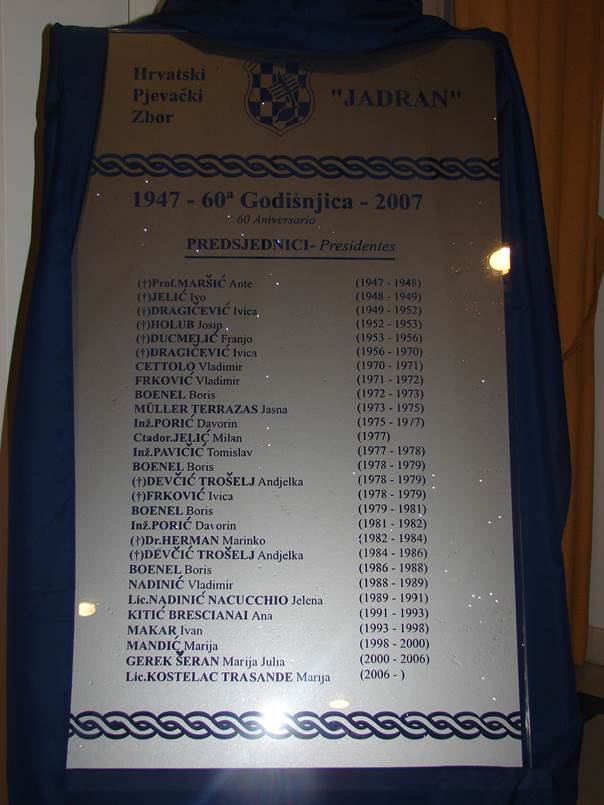 Hrvatski
Pjevački
Zbor
"JADRAN"
1947 - 60ª Godišnjica - 2007
60 Aniversario
PREDSJEDNICI- Presidentes
(†)Prof.MARŠIĆ Ante (1947 - 1948)
(†)JELIĆ Ivo (1948 - 1949)
(†)DRAGICEVIĆ Ivica (1949 - 1952)
(†)HOLUB Josip (1952 - 1953)
(†)DUCMELIĆ Franjo (1953 - 1956)
(†)DRAGIČEVIĆ Ivica (1956 - 1970)
CETTOLO Vladimir (1970 - 1971)
FRKOVIĆ Vladimir (1971 - 1972)
BOENEL Boris (1972 - 1973)
MÜLLER TERRAZAS Jasna (1973 - 1975)
Inž.PORIĆ Davorin (1975 - 1977)
Ctador.JELIĆ Milan (1977)
Inž.PAVIČIĆ Tomislav (1977 - 1978)
BOENEL Boris (1978 - 1979)
(†)DEVČIĆ TROŠELJ Andjelka (1978 - 1979)
(†)FRKOVIĆ Ivica (1978 - 1979)
BOENEL Boris (1979 - 1981)
Inž.PORIĆ Davorin (1981 - 1982)
(†)Dr.HERMAN Marinko (1982 - 1984)
(†)DEVČIĆ TROŠELJ Andjelka (1984 - 1986)
BOENEL Boris (1986 - 1988)
NADINIĆ Vladimir (1988 - 1989)
Lic.NADINIĆ NACUCCHIO Jelena (1989 - 1991)
KITIĆ BRESCIANAI Ana (1991 - 1993)
MAKAR Ivan (1993 - 1998)
MANDIĆ Marija (1998 - 2000)
GEREK ŠERAN Marija Julia (2000 - 2006)
Lic.KOSTELAC TRASANDE Marija (2006 - )